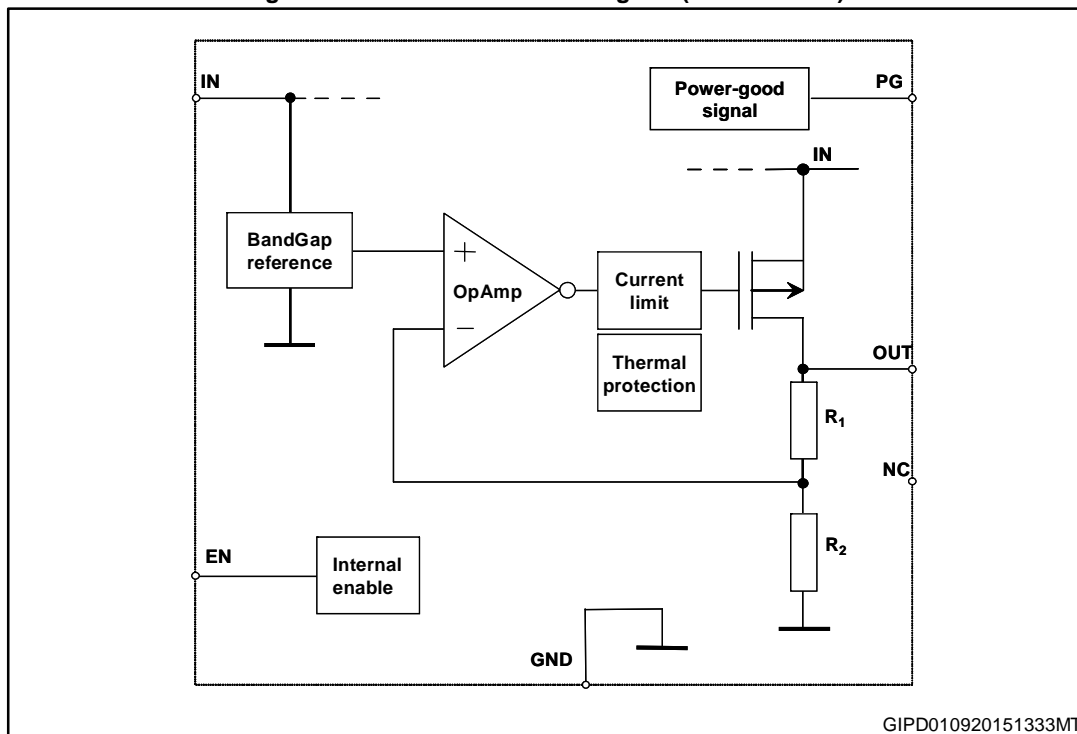 IN
Power-good
signal
PG
IN
BandGap
reference
+
OpAmp
−
Current
limit
Thermal
protection
OUT
R1
NC
R2
EN
Internal
enable
GND
GIPD010920151333MT